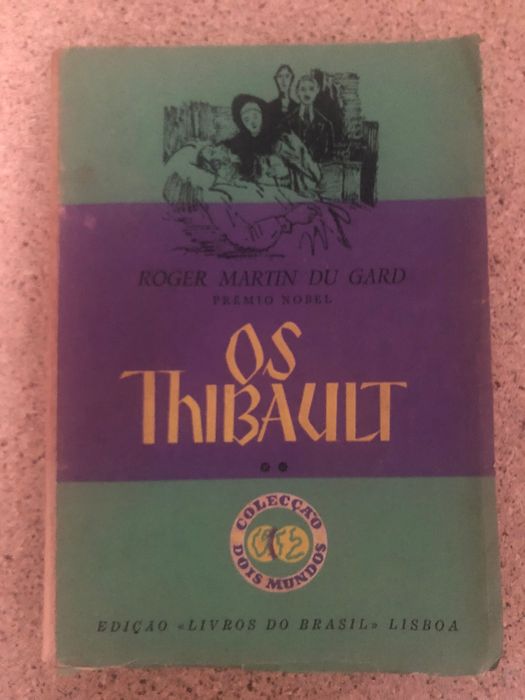 ROGER MARTIN DU GARD
PRÉMIO NOBEL
OS
THIBAULT
COLECÇÃO
DOIS MUNDOS
EDIÇÃO «LIVROS DO BRASIL» LISBOA